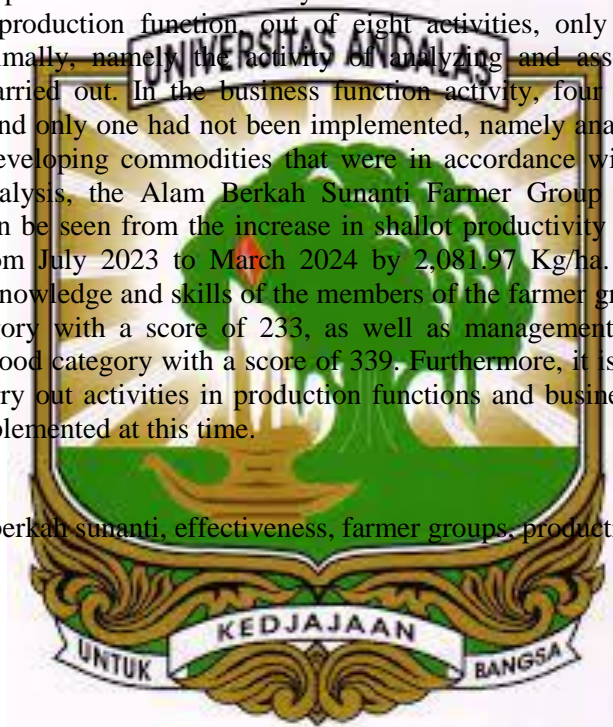 production function, out of eight activities, only
mally, namely the activity of analyzing and ass
arried out. In the business function activity, four
nd only one had not been implemented, namely ana
eveloping commodities that were in accordance wi
alysis, the Alam Berkah Sunanti Farmer Group
n be seen from the increase in shallot productivity
om July 2023 to March 2024 by 2,081.97 Kg/ha.
nowledge and skills of the members of the farmer gr
ory with a score of 233, as well as management
ood category with a score of 339. Furthermore, it is
ry out activities in production functions and busine
plemented at this time.
berkah sunanti, effectiveness, farmer groups, producti
UNIVERSITAS ANDALAS
KEDJAJAAN
UNTUK
BANGSA